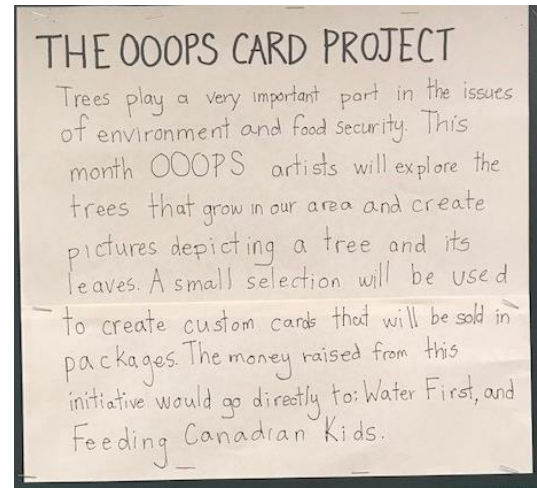 THE OOOPS CARD PROJECT
Trees play a very important part in the issues
of environment and food security. This
month OOOPS artists will explore the
trees that grow in our area and create
pictures depicting a tree and its
leaves. A small selection will be used
to create custom cards that will be sold in
packages. The money raised from this
initiative would go directly to: Water First, and
Feeding Canadian Kids.